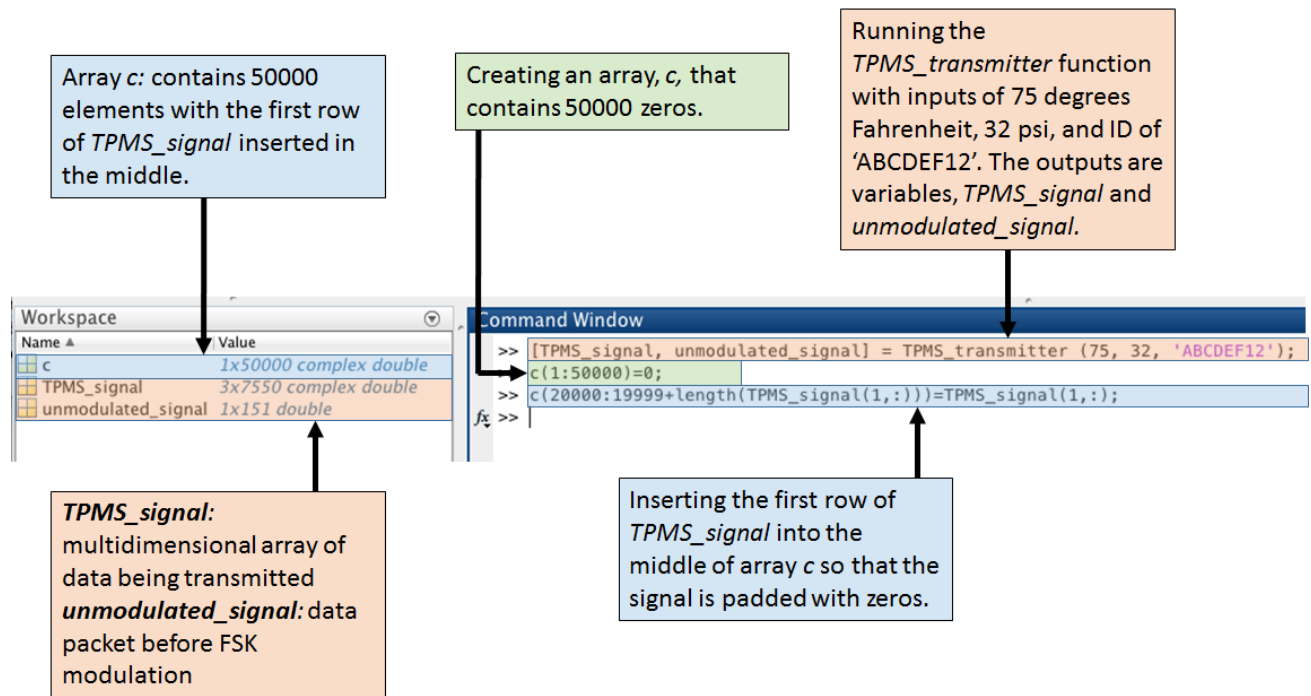 Array c: contains 50000
elements with the first row
of TPMS_signal inserted in
the middle.
Creating an array, c, that
contains 50000 zeros.
Running the
TPMS_transmitter function
with inputs of 75 degrees
Fahrenheit, 32 psi, and ID of
‘ABCDEF12’. The outputs are
variables, TPMS_signal and
unmodulated_signal.
Workspace
Name ▲ Value
c 1x50000 complex double
TPMS_signal 3x7550 complex double
unmodulated_signal 1x151 double
Command Window
>> [TPMS_signal, unmodulated_signal] = TPMS_transmitter (75, 32, 'ABCDEF12');
>> c(1:50000)=0;
>> c(20000:19999+length(TPMS_signal(1,:)))=TPMS_signal(1,:);
fx >>
TPMS_signal:
multidimensional array of
data being transmitted
unmodulated_signal: data
packet before FSK
modulation
Inserting the first row of
TPMS_signal into the
middle of array c so that the
signal is padded with zeros.